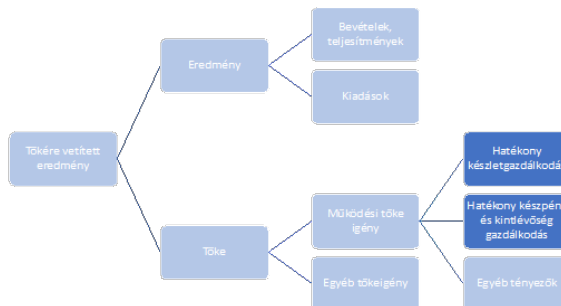 Bevételek,
teljesítmények
Eredmény
Kiadások
Tőkére vetített
eredmény
Hatékony
készletgazdálkodá
Működési tőke
igény
Hatékony készpén
és kintlévőség
gazdálkodás
Tőke
Egyéb tőkeigény
Egyéb tényezők